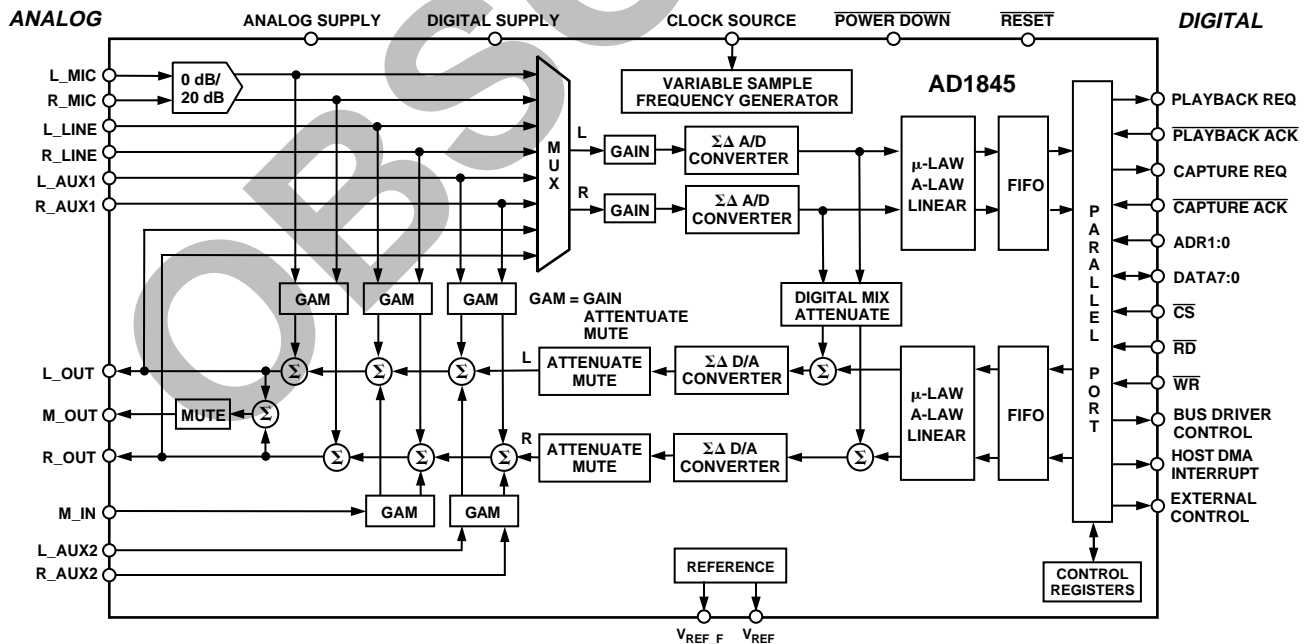 ANALOG
ANALOG SUPPLY
DIGITAL SUPPLY
CLOCK SOURCE
POWER DOWN
RESET
DIGITAL
L_MIC
R_MIC
L_LINE
R_LINE
L_AUX1
R_AUX1
0 dB/
20 dB
VARIABLE SAMPLE
FREQUENCY GENERATOR
AD1845
MUX
L
R
GAIN
GAIN
ΣΔ A/D
CONVERTER
ΣΔ A/D
CONVERTER
μ-LAW
A-LAW
LINEAR
FIFO
PARALLEL PORT
PLAYBACK REQ
PLAYBACK ACK
CAPTURE REQ
CAPTURE ACK
ADR1:0
DATA7:0
CS
RD
WR
BUS DRIVER
CONTROL
HOST DMA
INTERRUPT
EXTERNAL
CONTROL
GAM
GAM
GAM
GAM = GAIN
ATTENTUATE
MUTE
DIGITAL MIX
ATTENUATE
L_OUT
M_OUT
R_OUT
MUTE
Σ
Σ
Σ
Σ
L
ATTENUATE
MUTE
ΣΔ D/A
CONVERTER
Σ
μ-LAW
A-LAW
LINEAR
FIFO
Σ
Σ
Σ
R
ATTENUATE
MUTE
ΣΔ D/A
CONVERTER
Σ
M_IN
GAM
GAM
L_AUX2
R_AUX2
REFERENCE
CONTROL
REGISTERS
VREF_F
VREF